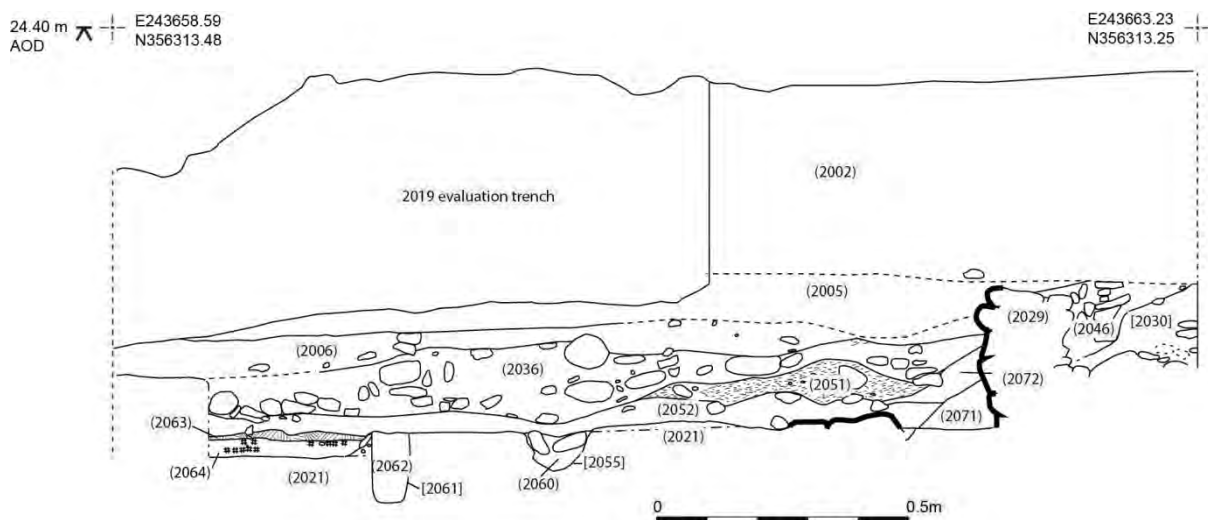 24.40 m
AOD
E243658.59
N356313.48
E243663.23
N356313.25
2019 evaluation trench
(2002)
(2005)
(2006)
(2036)
(2029)
(2046)
[2030]
(2051)
(2072)
(2052)
(2071)
(2063)
(2021)
(2064)
(2021)
(2062)
[2061]
(2060)
[2055]
0
0.5m